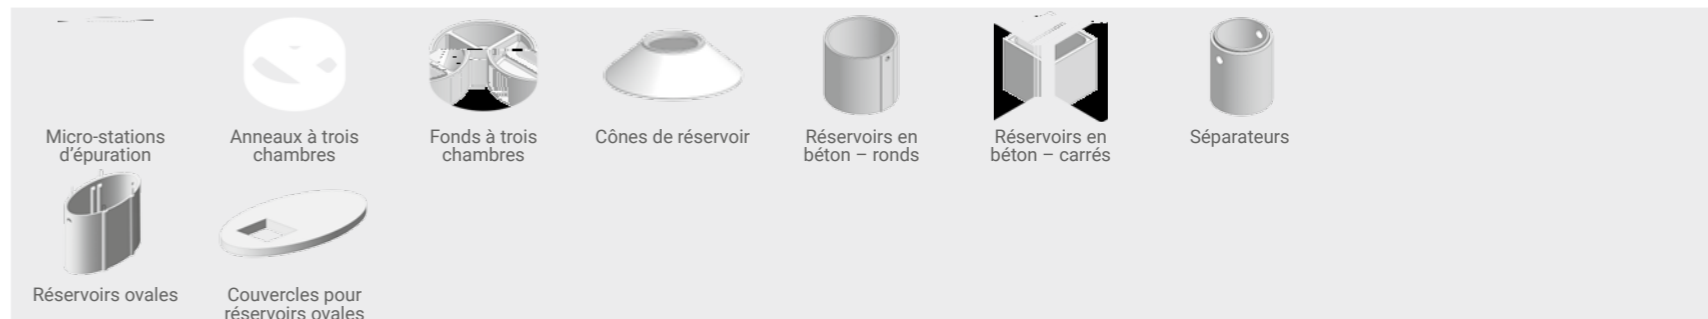 Micro-stations
d'épuration
Anneaux à trois
chambres
Fonds à trois
chambres
Cônes de réservoir
Réservoirs en
béton – ronds
Réservoirs en
béton – carrés
Séparateurs
Réservoirs ovales
Couvercles pour
réservoirs ovales